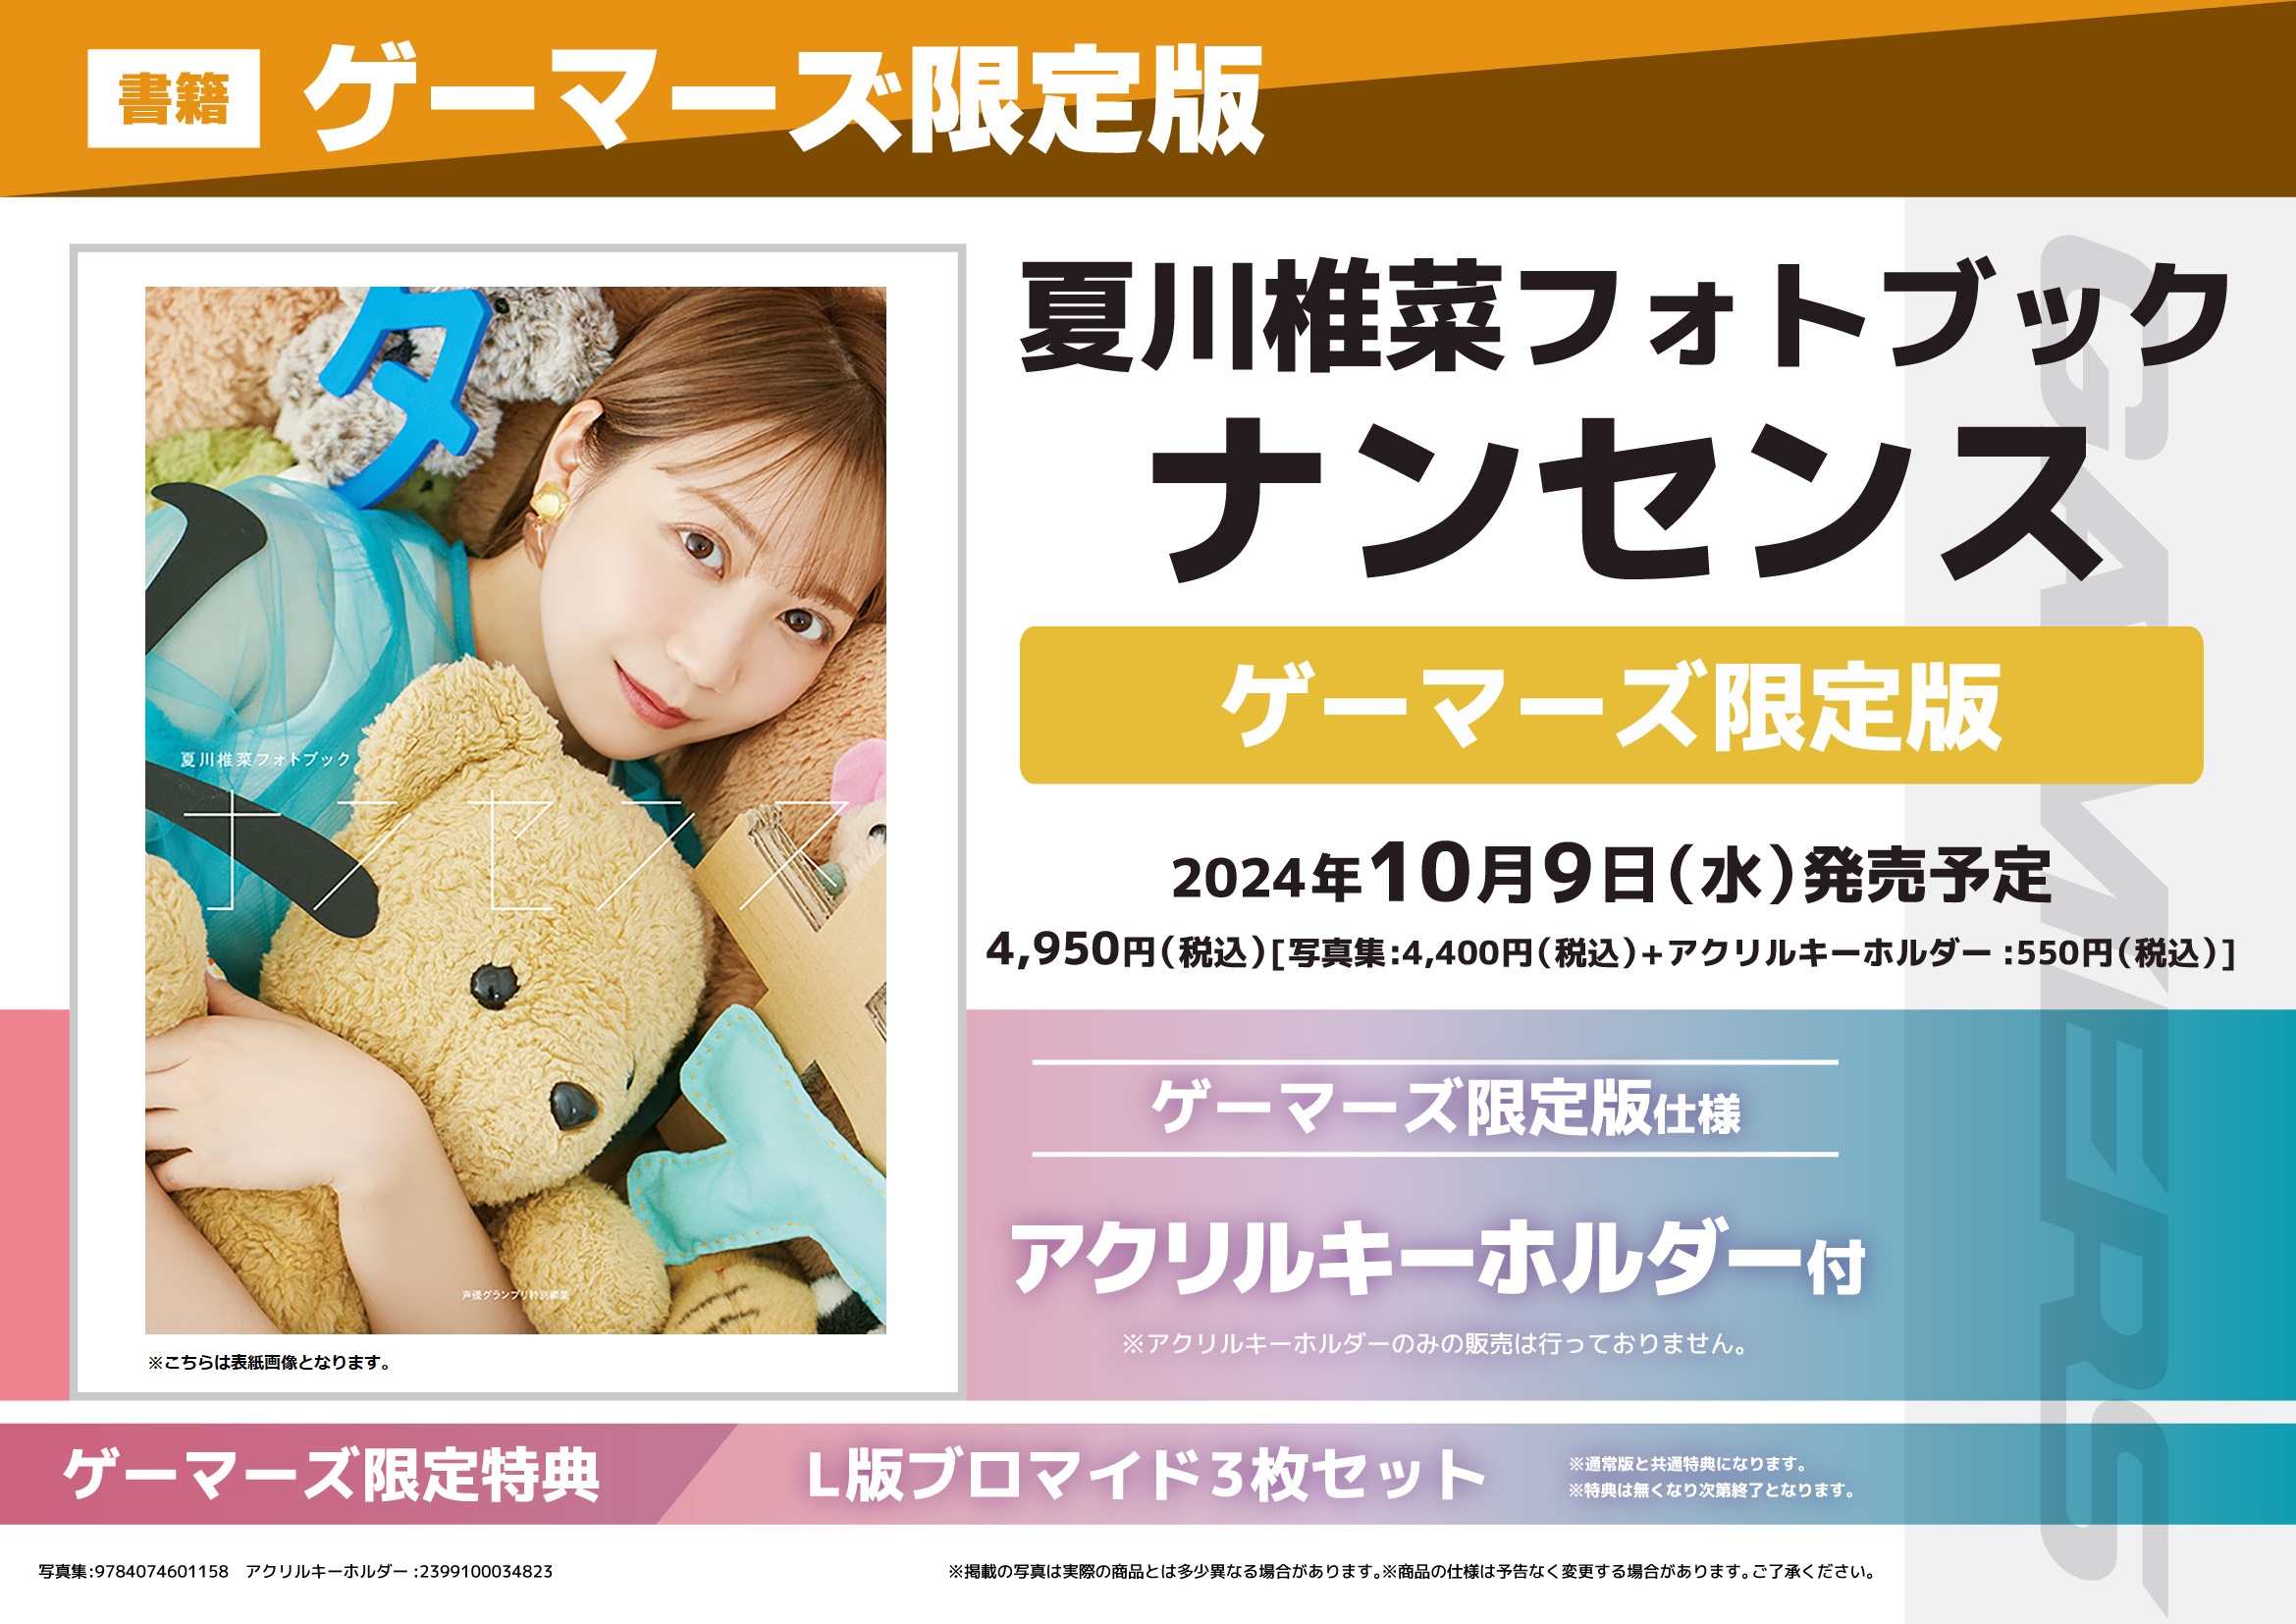 書籍 ゲーマーズ限定版
夏川椎菜フォトブック
ナンセンス
ゲーマーズ限定版
2024年10月9日(水)発売予定
4,950円(税込)[写真集:4,400円(税込)+アクリルキーホルダー:550円(税込)]
タ
夏川椎菜フォトブック
ナンセンス
声優グランプリ特別編集
※こちらは表紙画像となります。
ゲーマーズ限定版仕様
アクリルキーホルダー付
※アクリルキーホルダーのみの販売は行っておりません。
ゲーマーズ限定特典
L版ブロマイド3枚セット
※通常版と共通特典になります。
※特典は無くなり次第終了となります。
写真集:9784074601158 アクリルキーホルダー:2399100034823
※掲載の写真は実際の商品とは多少異なる場合があります。※商品の仕様は予告なく変更する場合があります。ご了承ください。
GAMERS